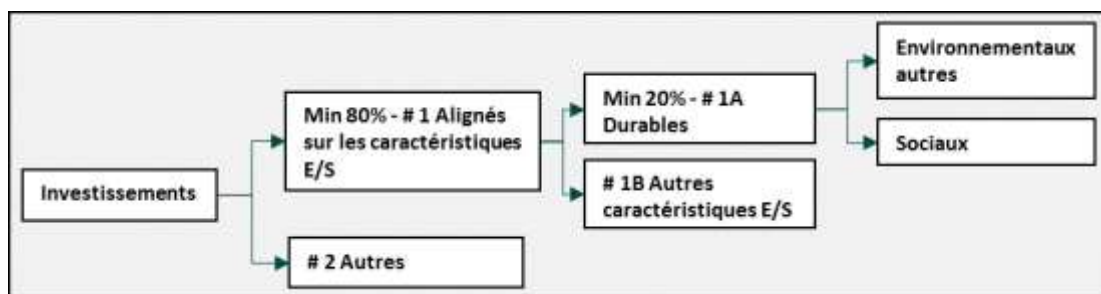 Investissements
Min 80% - # 1 Alignés
sur les caractéristiques
E/S
# 2 Autres
Min 20% - # 1A
Durables
# 1B Autres
caractéristiques E/S
Environnementaux
autres
Sociaux